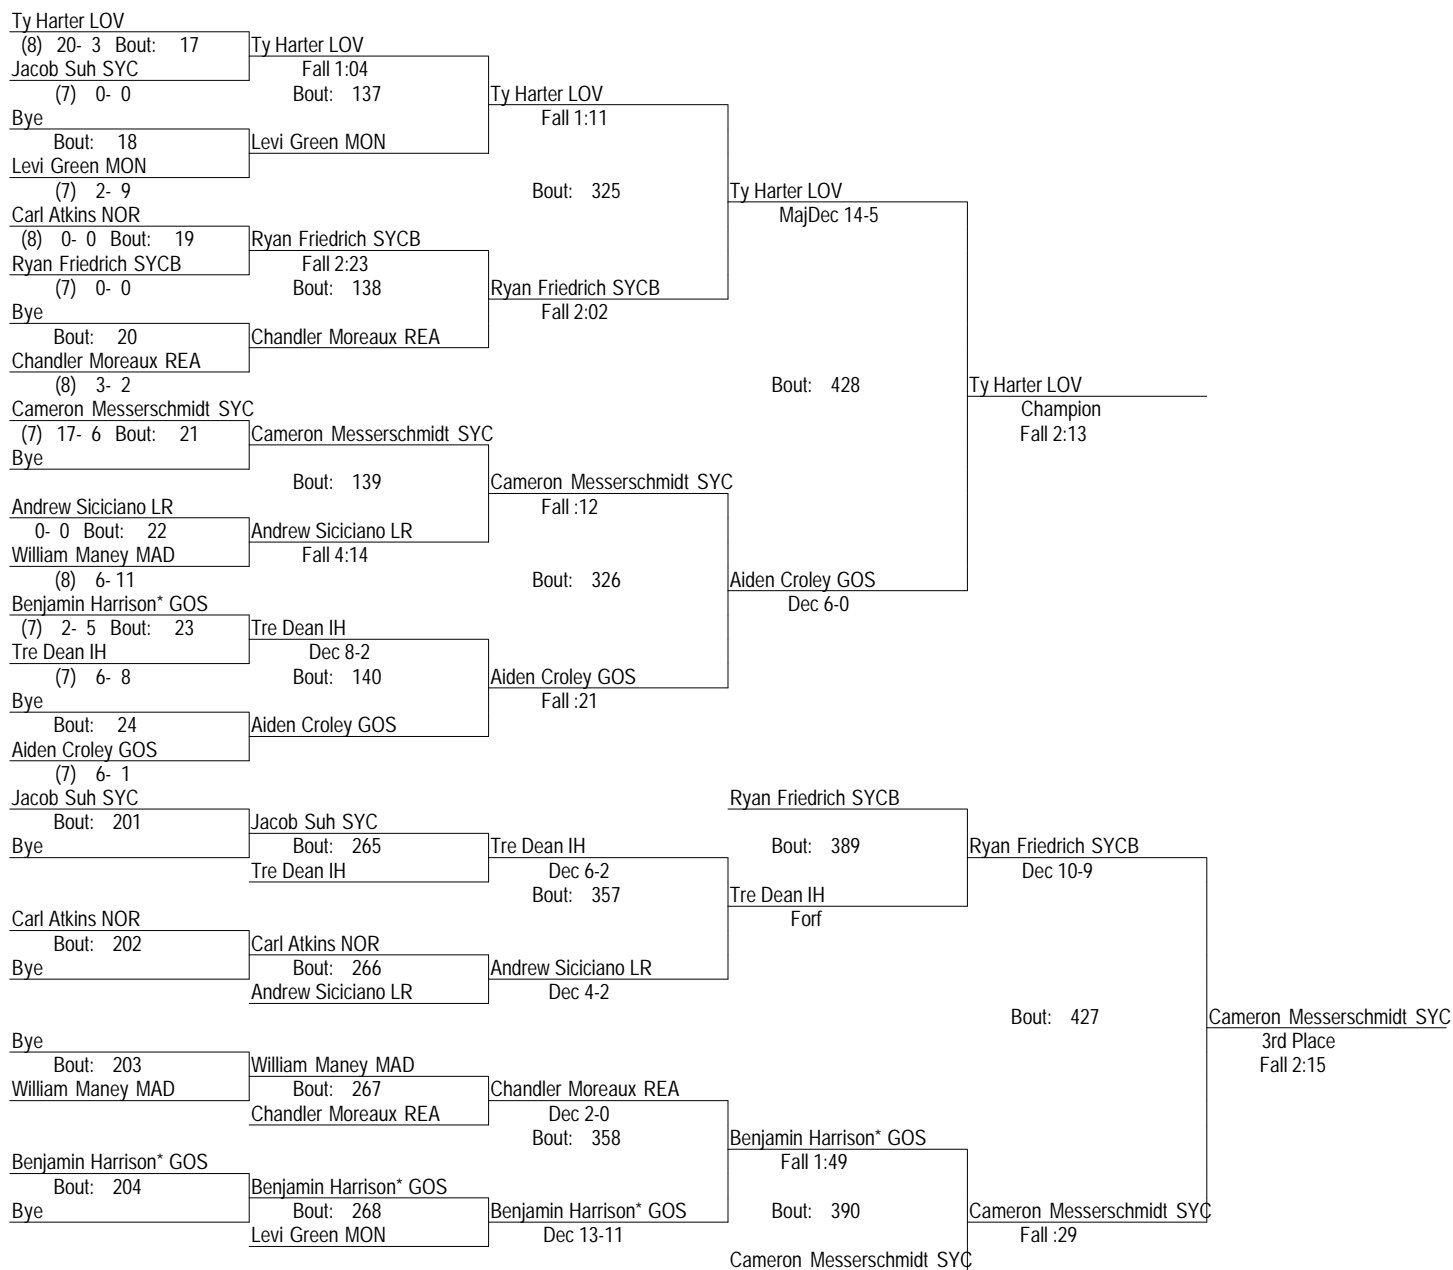 Ty Harter LOV
(8) 20- 3 Bout: 17 Ty Harter LOV
Jacob Suh SYC Fall 1:04
(7) 0- 0 Bout: 137 Ty Harter LOV
Bye Fall 1:11
Bout: 18 Levi Green MON
Levi Green MON
(7) 2- 9 Bout: 325 Ty Harter LOV
Carl Atkins NOR MajDec 14-5
(8) 0- 0 Bout: 19 Ryan Friedrich SYCB
Ryan Friedrich SYCB Fall 2:23
(7) 0- 0 Bout: 138 Ryan Friedrich SYCB
Bye Fall 2:02
Bout: 20 Chandler Moreaux REA
Chandler Moreaux REA
(8) 3- 2 Bout: 428 Ty Harter LOV
Cameron Messerschmidt SYC Champion
(7) 17- 6 Bout: 21 Cameron Messerschmidt SYC Fall 2:13
Bye
Bout: 139 Cameron Messerschmidt SYC
Andrew Siciciano LR Fall :12
0- 0 Bout: 22 Andrew Siciciano LR
William Maney MAD Fall 4:14
(8) 6- 11 Bout: 326 Aiden Croley GOS
Benjamin Harrison* GOS Dec 6-0
(7) 2- 5 Bout: 23 Tre Dean IH
Tre Dean IH Dec 8-2
(7) 6- 8 Bout: 140 Aiden Croley GOS
Bye Fall :21
Bout: 24 Aiden Croley GOS
Aiden Croley GOS
(7) 6- 1
Jacob Suh SYC Ryan Friedrich SYCB
Bout: 201 Jacob Suh SYC
Bye Bout: 265 Tre Dean IH Bout: 389 Ryan Friedrich SYCB
Tre Dean IH Dec 6-2 Dec 10-9
Bout: 357 Tre Dean IH
Carl Atkins NOR Forf
Bout: 202 Carl Atkins NOR
Bye Bout: 266 Andrew Siciciano LR
Andrew Siciciano LR Dec 4-2
Bout: 427 Cameron Messerschmidt SYC
Bye 3rd Place
Bout: 203 William Maney MAD Fall 2:15
William Maney MAD Bout: 267 Chandler Moreaux REA
Chandler Moreaux REA Dec 2-0
Bout: 358 Benjamin Harrison* GOS
Benjamin Harrison* GOS Fall 1:49
Bout: 204 Benjamin Harrison* GOS
Bye Bout: 268 Benjamin Harrison* GOS Bout: 390 Cameron Messerschmidt SYC
Levi Green MON Dec 13-11 Fall :29
Cameron Messerschmidt SYC